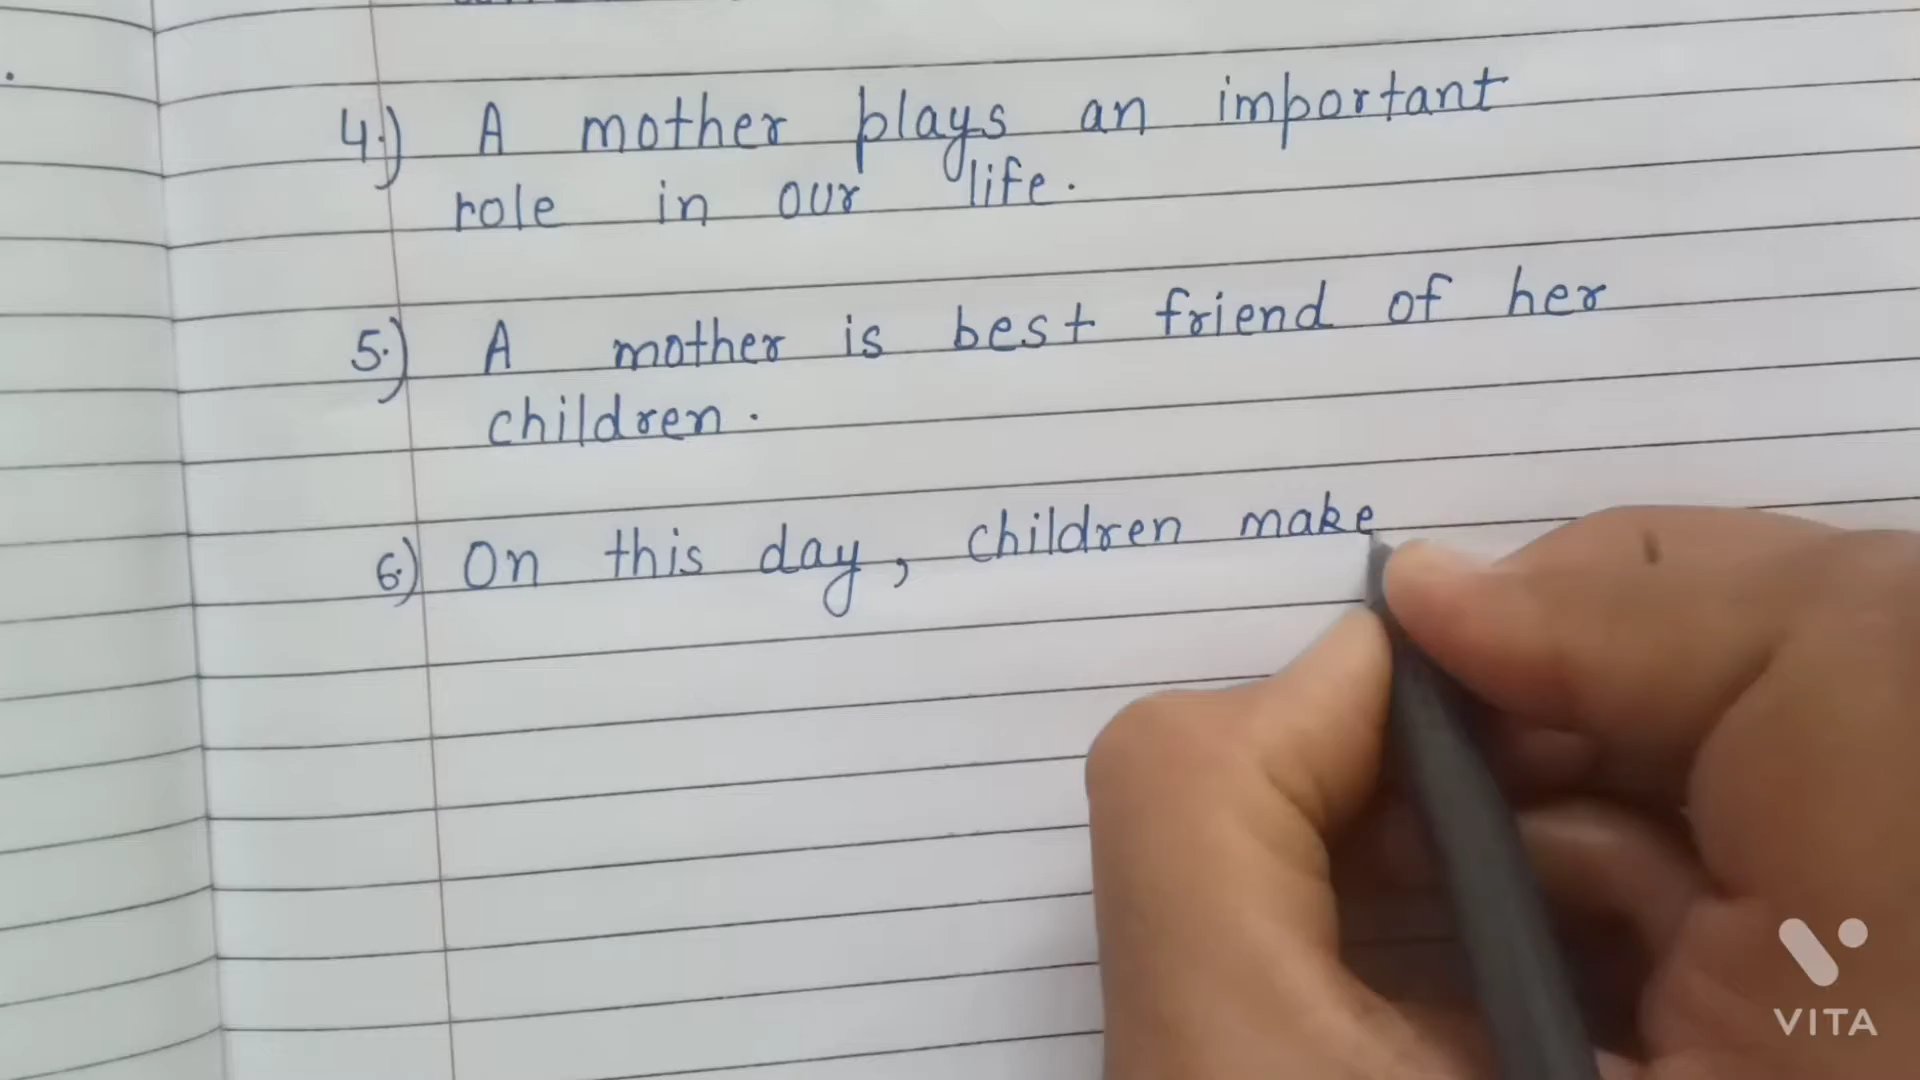 4.) A mother plays an important
role in our life.
5.) A mother is best friend of her
children.
6.) On this day, children make
VITA